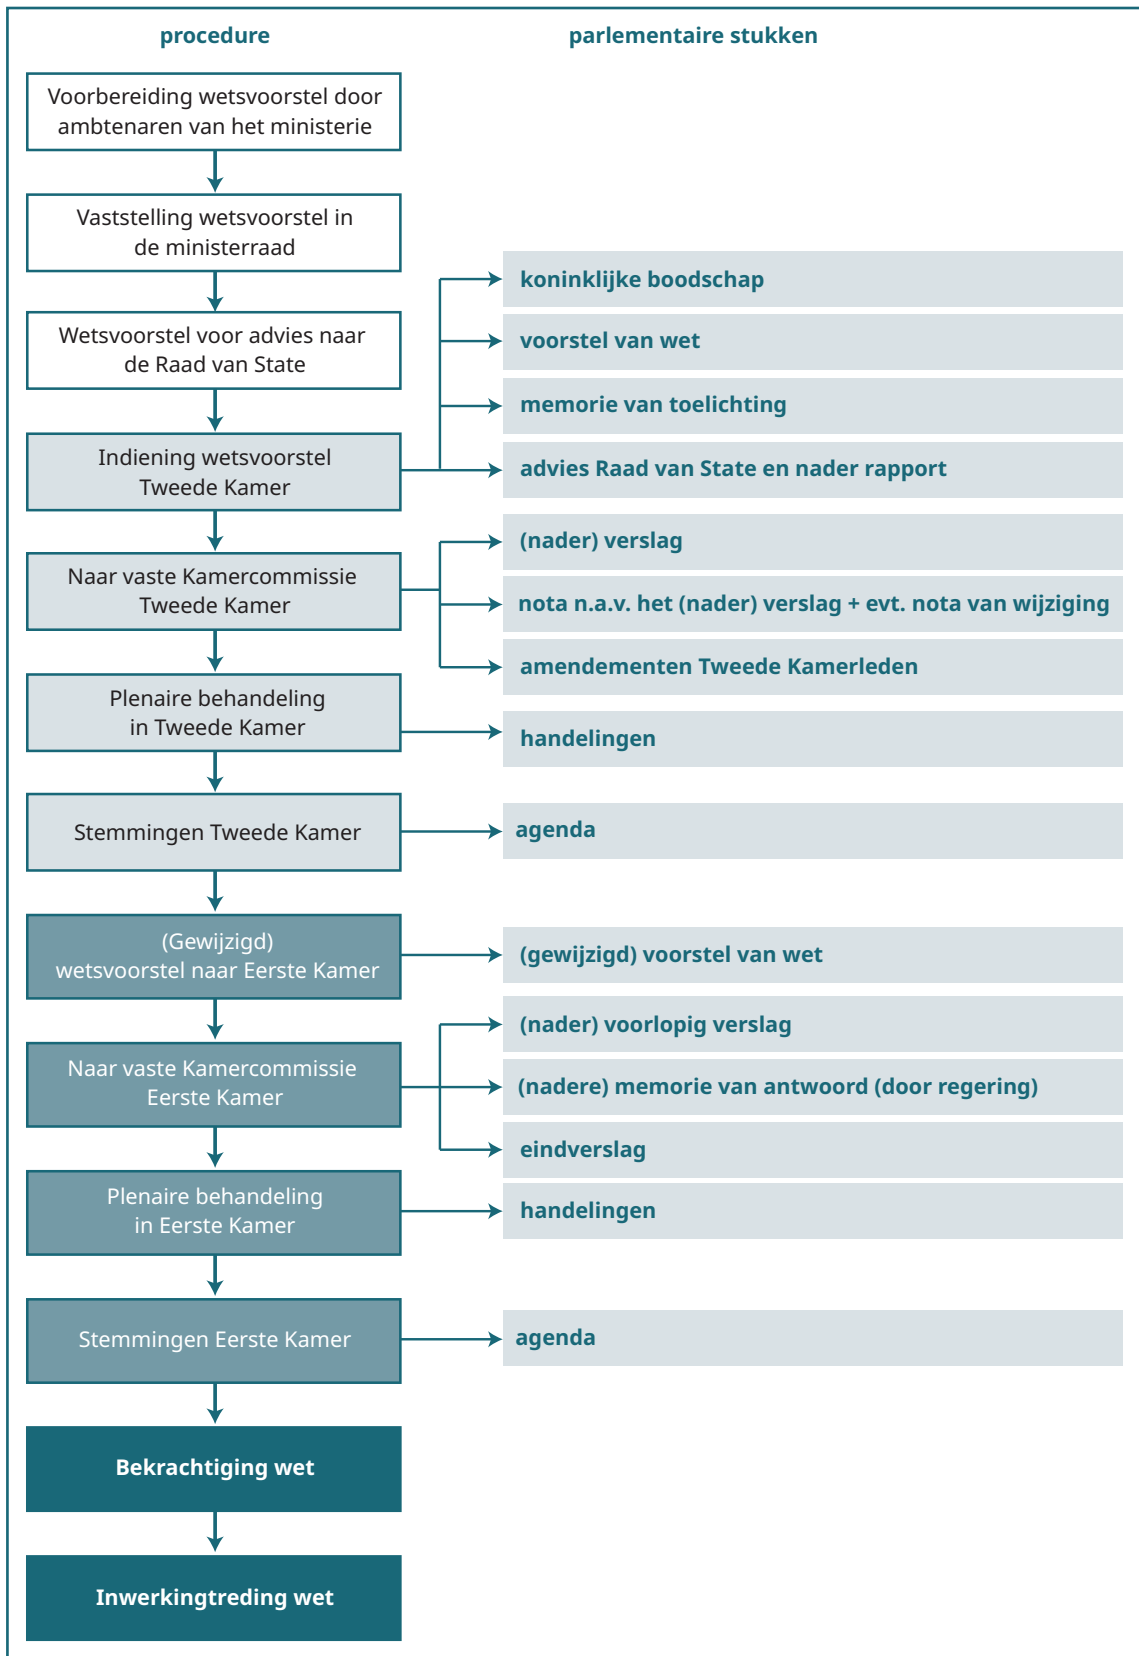 procedure
parlementaire stukken
Voorbereiding wetsvoorstel door
ambtenaren van het ministerie
Vaststelling wetsvoorstel in
de ministerraad
Wetsvoorstel voor advies naar
de Raad van State
Indiening wetsvoorstel
Tweede Kamer
koninklijke boodschap
voorstel van wet
memorie van toelichting
advies Raad van State en nader rapport
Naar vaste Kamercommissie
Tweede Kamer
(nader) verslag
nota n.a.v. het (nader) verslag + evt. nota van wijziging
amendementen Tweede Kamerleden
Plenaire behandeling
in Tweede Kamer
handelingen
Stemmingen Tweede Kamer
agenda
(Gewijzigd)
wetsvoorstel naar Eerste Kamer
(gewijzigd) voorstel van wet
Naar vaste Kamercommissie
Eerste Kamer
(nader) voorlopig verslag
(nadere) memorie van antwoord (door regering)
eindverslag
Plenaire behandeling
in Eerste Kamer
handelingen
Stemmingen Eerste Kamer
agenda
Bekrachtiging wet
Inwerkingtreding wet